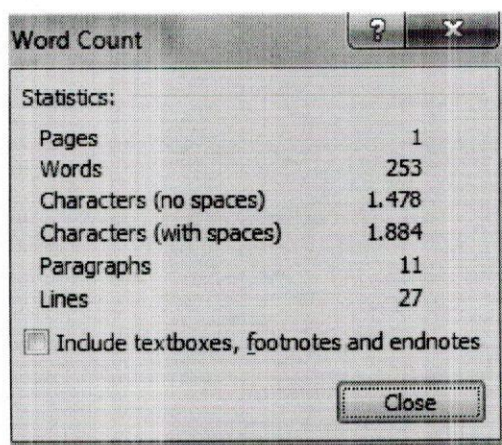 Word Count
Statistics:
Pages 1
Words 253
Characters (no spaces) 1.478
Characters (with spaces) 1.884
Paragraphs 11
Lines 27
Include textboxes, footnotes and endnotes
Close